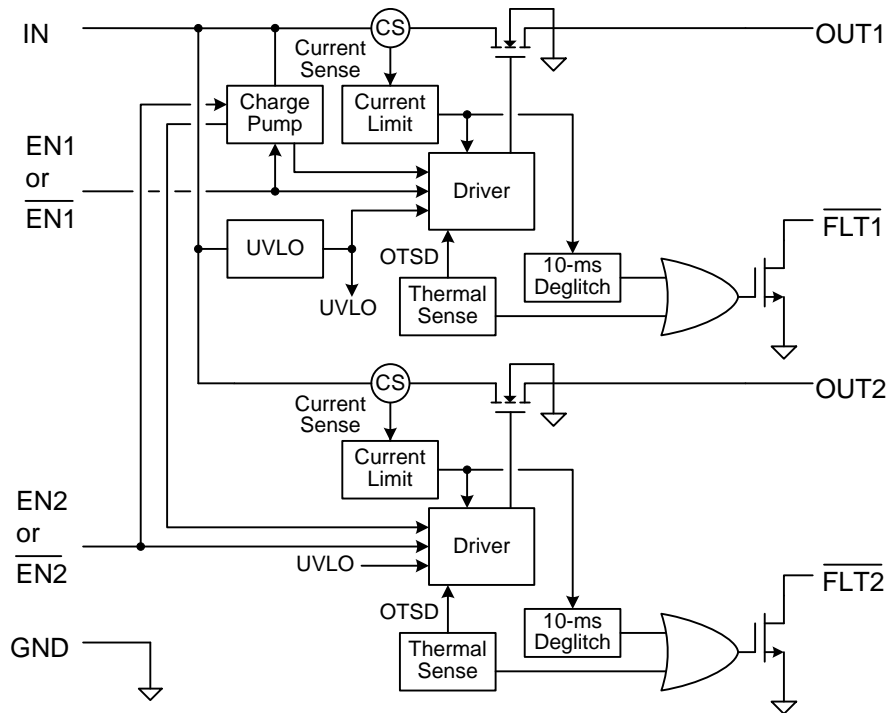 IN
CS
OUT1
Current
Sense
Charge
Pump
Current
Limit
EN1
or
EN1
Driver
FLT1
UVLO
OTSD
10-ms
Deglitch
UVLO
Thermal
Sense
CS
OUT2
Current
Sense
Current
Limit
EN2
or
EN2
Driver
UVLO
FLT2
OTSD
10-ms
Deglitch
GND
Thermal
Sense